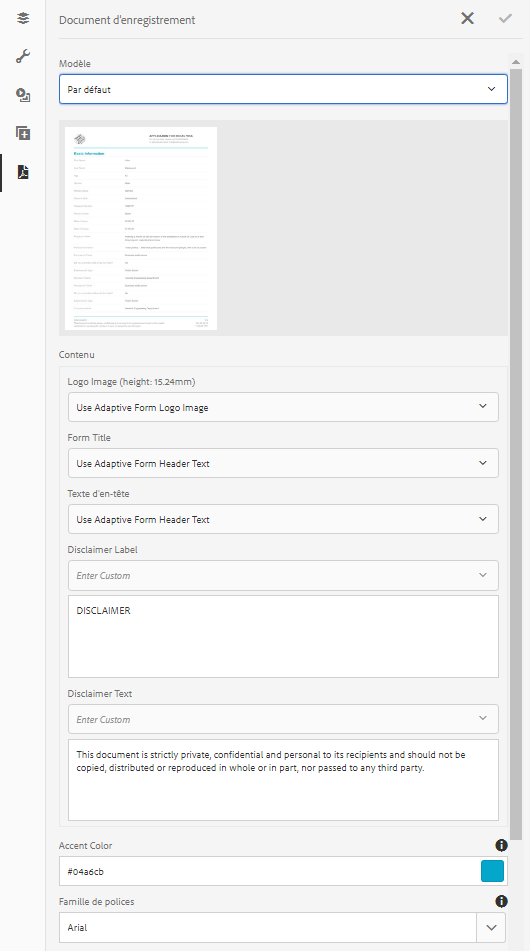 Document d'enregistrement
Modèle
Par défaut
Contenu
Logo Image (height: 15.24mm)
Use Adaptive Form Logo Image
Form Title
Use Adaptive Form Header Text
Texte d'en-tête
Use Adaptive Form Header Text
Disclaimer Label
Enter Custom
DISCLAIMER
Disclaimer Text
Enter Custom
This document is strictly private, confidential and personal to its recipients and should not be
copied, distributed or reproduced in whole or in part, nor passed to any third party.
Accent Color
#04a6cb
Famille de polices
Arial